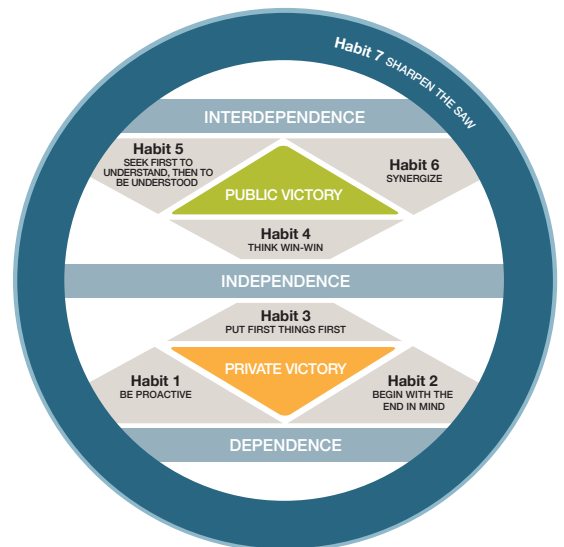 Habit 7 SHARPEN THE SAW
INTERDEPENDENCE
Habit 5
SEEK FIRST TO
UNDERSTAND, THEN TO
BE UNDERSTOOD
Habit 6
SYNERGIZE
PUBLIC VICTORY
Habit 4
THINK WIN-WIN
INDEPENDENCE
Habit 3
PUT FIRST THINGS FIRST
PRIVATE VICTORY
Habit 1
BE PROACTIVE
Habit 2
BEGIN WITH THE
END IN MIND
DEPENDENCE